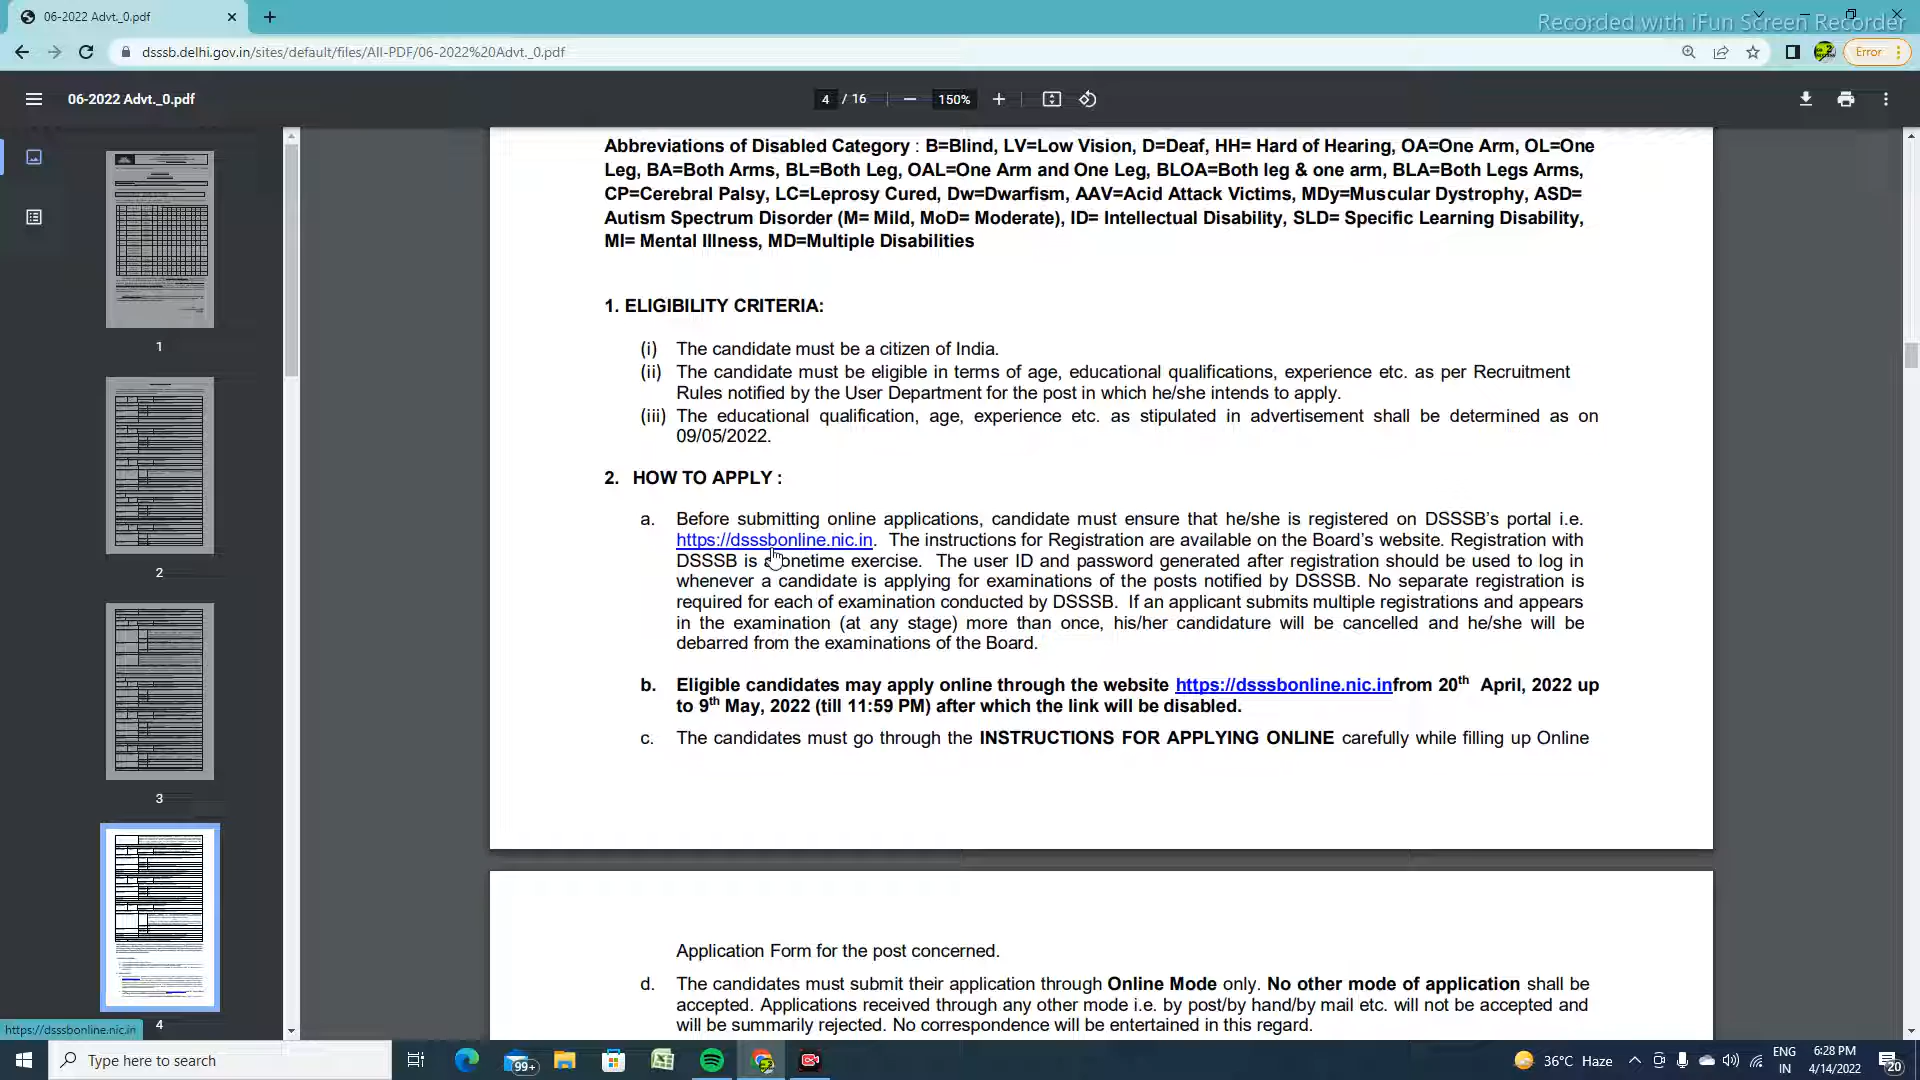 06-2022 Advt._0.pdf
Recorded with iFun Screen Recorder
dsssb.delhi.gov.in/sites/default/files/All-PDF/06-2022%20Advt._0.pdf
Error
06-2022 Advt._0.pdf
4 / 16
150%
Abbreviations of Disabled Category : B=Blind, LV=Low Vision, D=Deaf, HH= Hard of Hearing, OA=One Arm, OL=One
Leg, BA=Both Arms, BL=Both Leg, OAL=One Arm and One Leg, BLOA=Both leg & one arm, BLA=Both Legs Arms,
CP=Cerebral Palsy, LC=Leprosy Cured, Dw=Dwarfism, AAV=Acid Attack Victims, MDy=Muscular Dystrophy, ASD=
Autism Spectrum Disorder (M= Mild, MoD= Moderate), ID= Intellectual Disability, SLD= Specific Learning Disability,
MI= Mental Illness, MD=Multiple Disabilities
1. ELIGIBILITY CRITERIA:
(i) The candidate must be a citizen of India.
(ii) The candidate must be eligible in terms of age, educational qualifications, experience etc. as per Recruitment
Rules notified by the User Department for the post in which he/she intends to apply.
(iii) The educational qualification, age, experience etc. as stipulated in advertisement shall be determined as on
09/05/2022.
2. HOW TO APPLY :
a. Before submitting online applications, candidate must ensure that he/she is registered on DSSSB's portal i.e.
https://dsssbonline.nic.in. The instructions for Registration are available on the Board's website. Registration with
DSSSB is a onetime exercise. The user ID and password generated after registration should be used to log in
whenever a candidate is applying for examinations of the posts notified by DSSSB. No separate registration is
required for each of examination conducted by DSSSB. If an applicant submits multiple registrations and appears
in the examination (at any stage) more than once, his/her candidature will be cancelled and he/she will be
debarred from the examinations of the Board.
b. Eligible candidates may apply online through the website https://dsssbonline.nic.infrom 20th April, 2022 up
to 9th May, 2022 (till 11:59 PM) after which the link will be disabled.
c. The candidates must go through the INSTRUCTIONS FOR APPLYING ONLINE carefully while filling up Online
Application Form for the post concerned.
d. The candidates must submit their application through Online Mode only. No other mode of application shall be
accepted. Applications received through any other mode i.e. by post/by hand/by mail etc. will not be accepted and
will be summarily rejected. No correspondence will be entertained in this regard.
1
2
3
4
https://dsssbonline.nic.in
Type here to search
99+
36°C Haze
ENG
IN
6:28 PM
4/14/2022
20